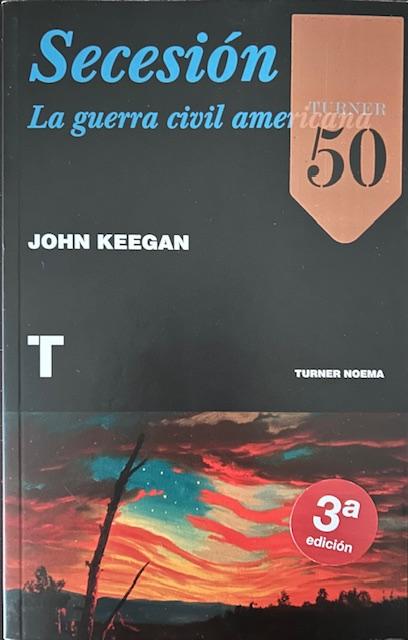 Secesión
La guerra civil americana
TURNER
50
JOHN KEEGAN
T
TURNER NOEMA
3ª
edición